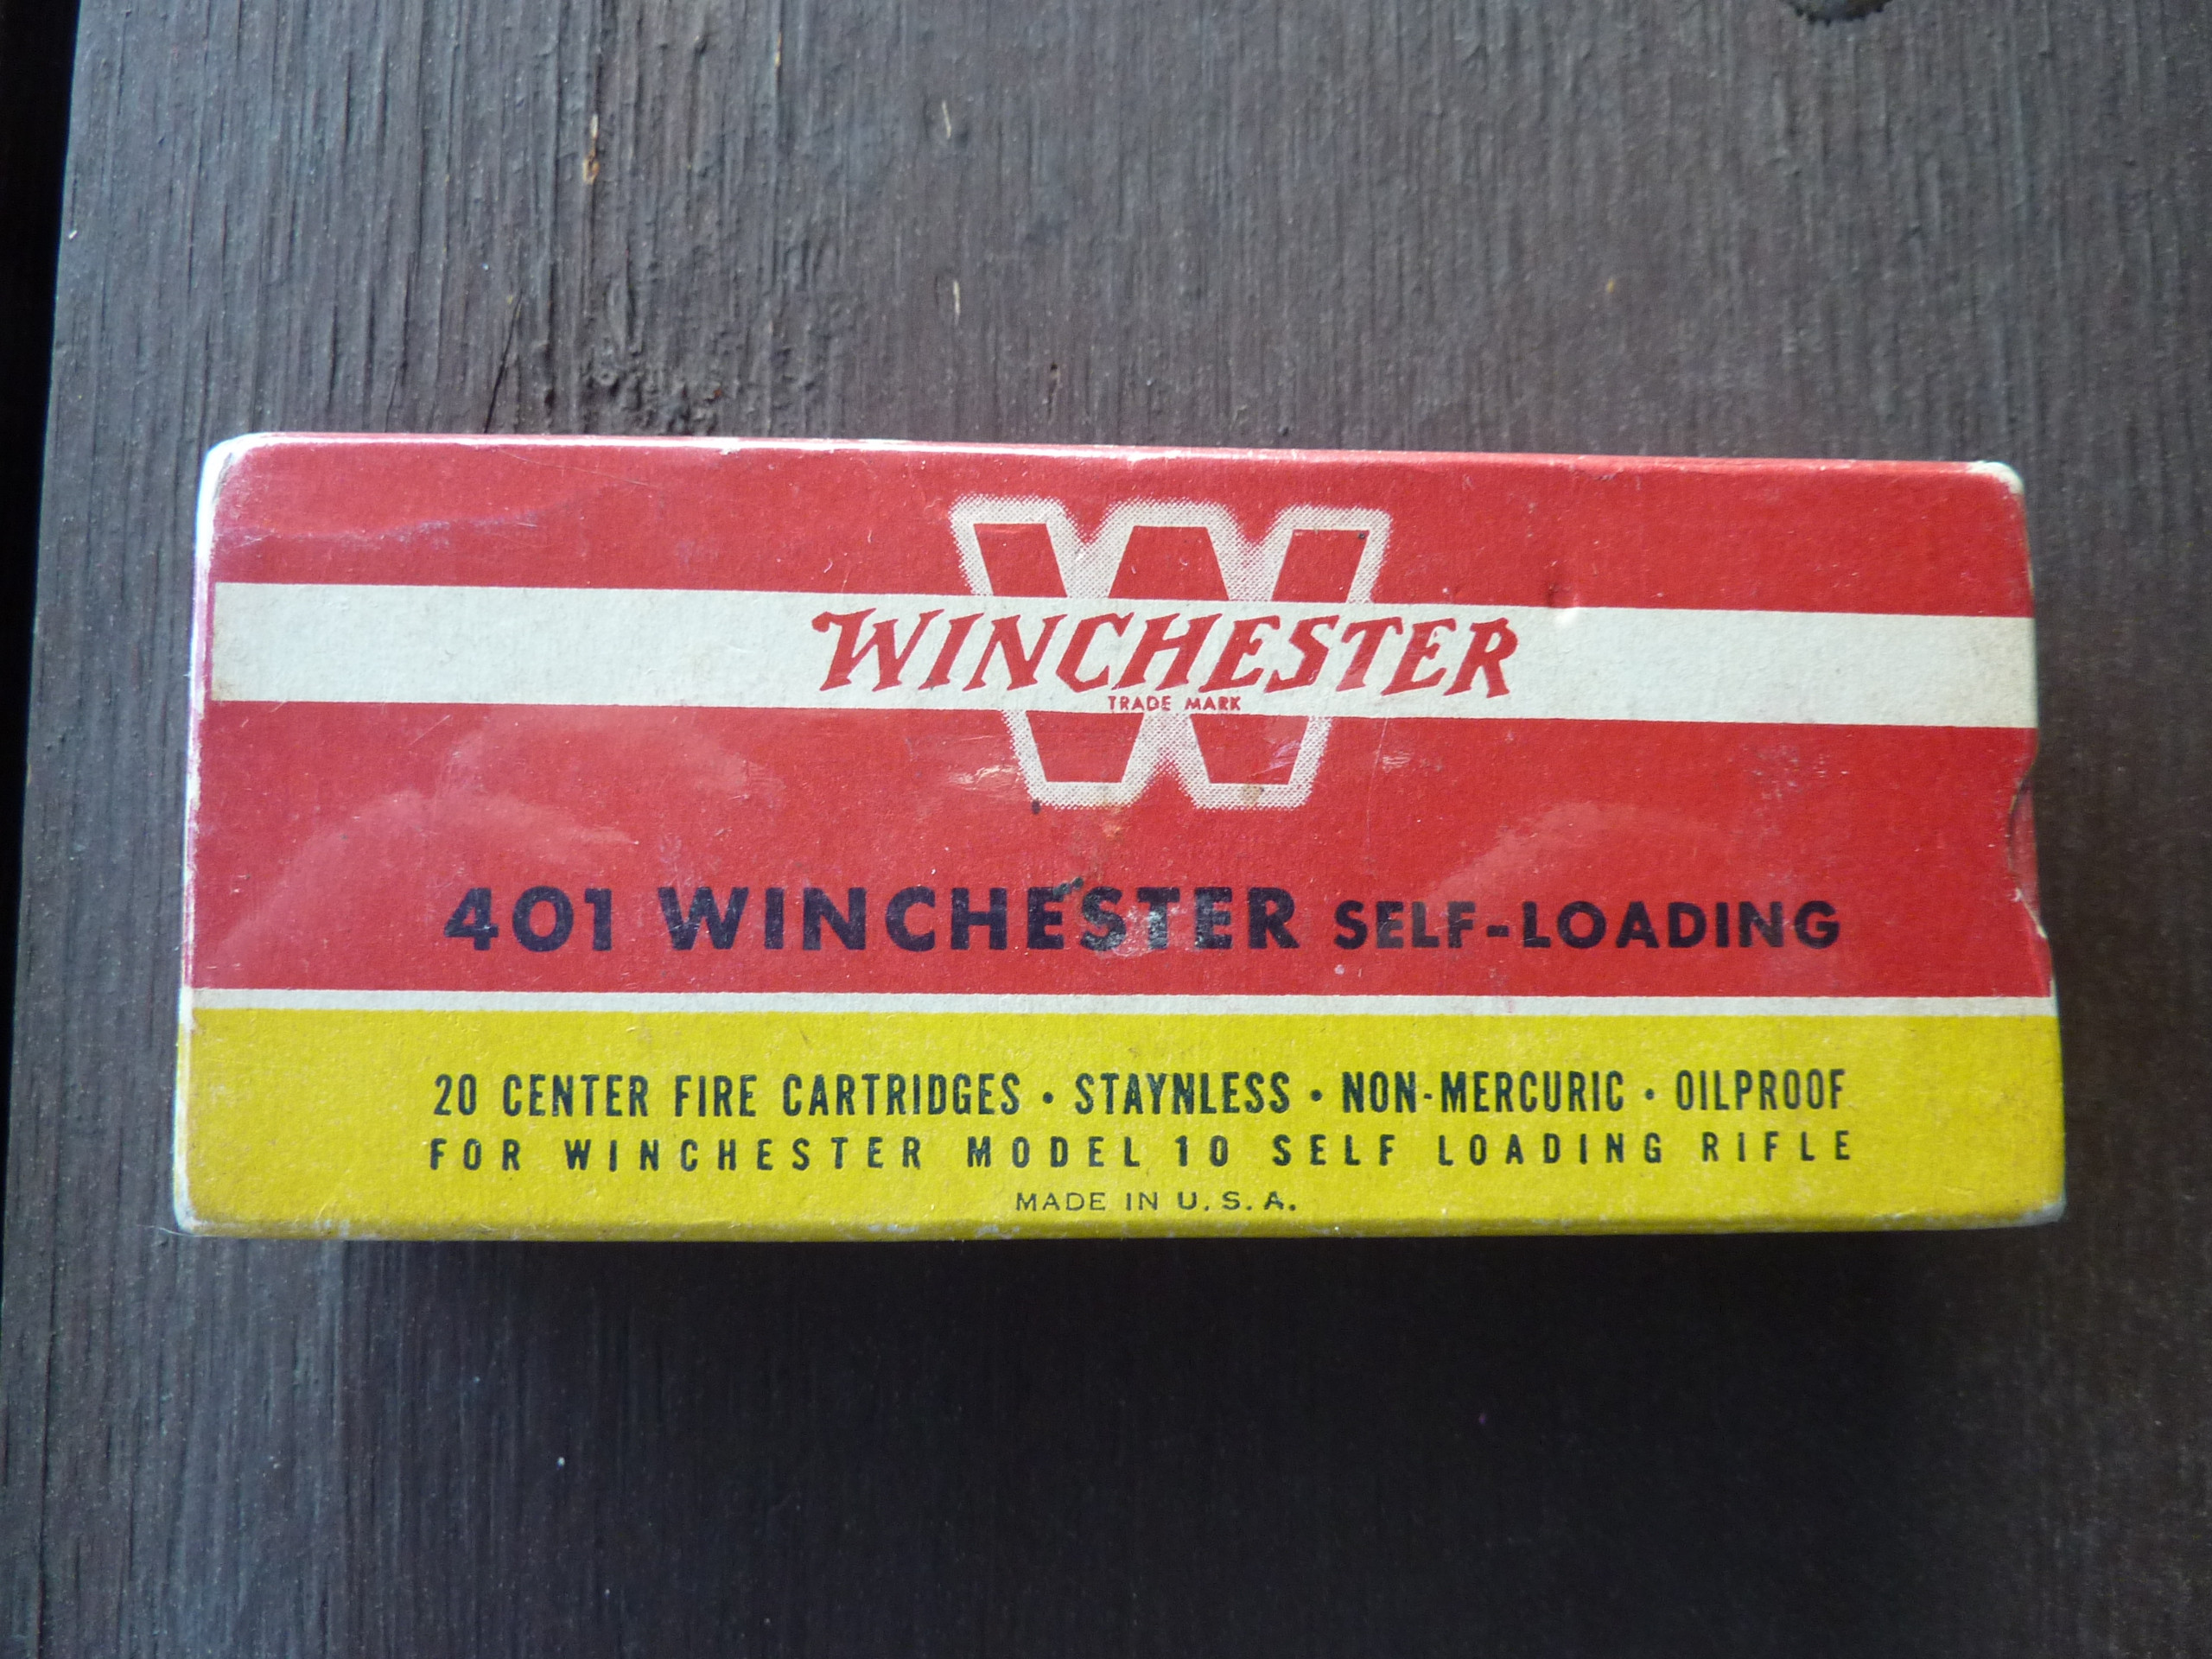 W
WINCHESTER
TRADE MARK
401 WINCHESTER SELF-LOADING
20 CENTER FIRE CARTRIDGES • STAYNLESS • NON-MERCURIC • OILPROOF
FOR WINCHESTER MODEL 10 SELF LOADING RIFLE
MADE IN U.S.A.